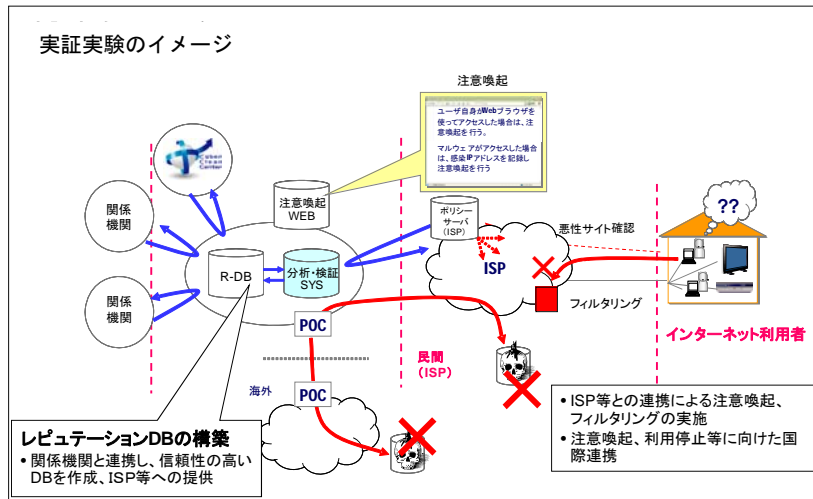 実証実験のイメージ
注意喚起
ユーザ自身がWebブラウザを
使ってアクセスした場合は、注
意喚起を行う。
マルウェアがアクセスした場合
は、感染IPアドレスを記録し
注意喚起を行う
Cyber
Clean
Center
関係
機関
注意喚起
WEB
ポリシー
サーバ
(ISP)
悪性サイト確認
??
R-DB
分析・検証
SYS
ISP
フィルタリング
関係
機関
POC
民間
(ISP)
インターネット利用者
海外
POC
レピュテーションDBの構築
• 関係機関と連携し、信頼性の高い
DBを作成、ISP等への提供
• ISP等との連携による注意喚起、
フィルタリングの実施
• 注意喚起、利用停止等に向けた国
際連携